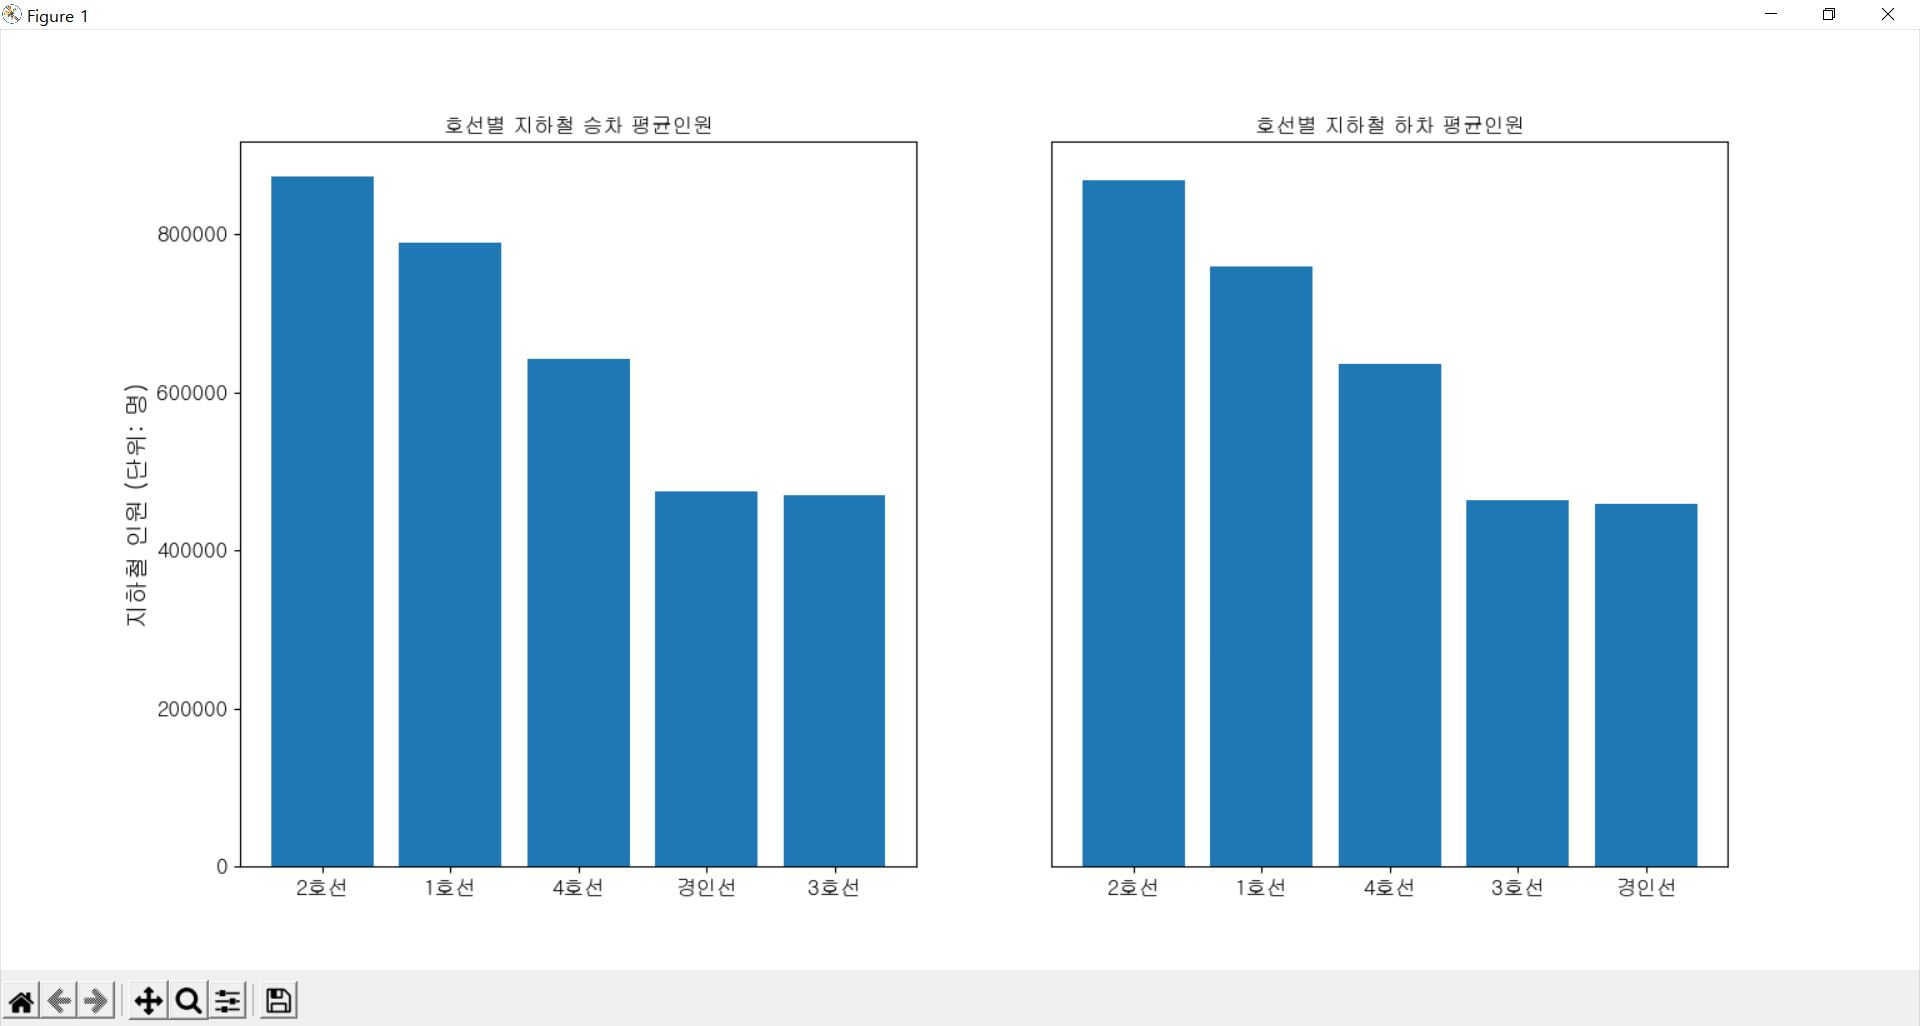 Figure 1
호선별 지하철 승차 평균인원
지하철 인원 (단위: 명)
800000
600000
400000
200000
0
2호선 1호선 4호선 경인선 3호선
호선별 지하철 하차 평균인원
2호선 1호선 4호선 3호선 경인선